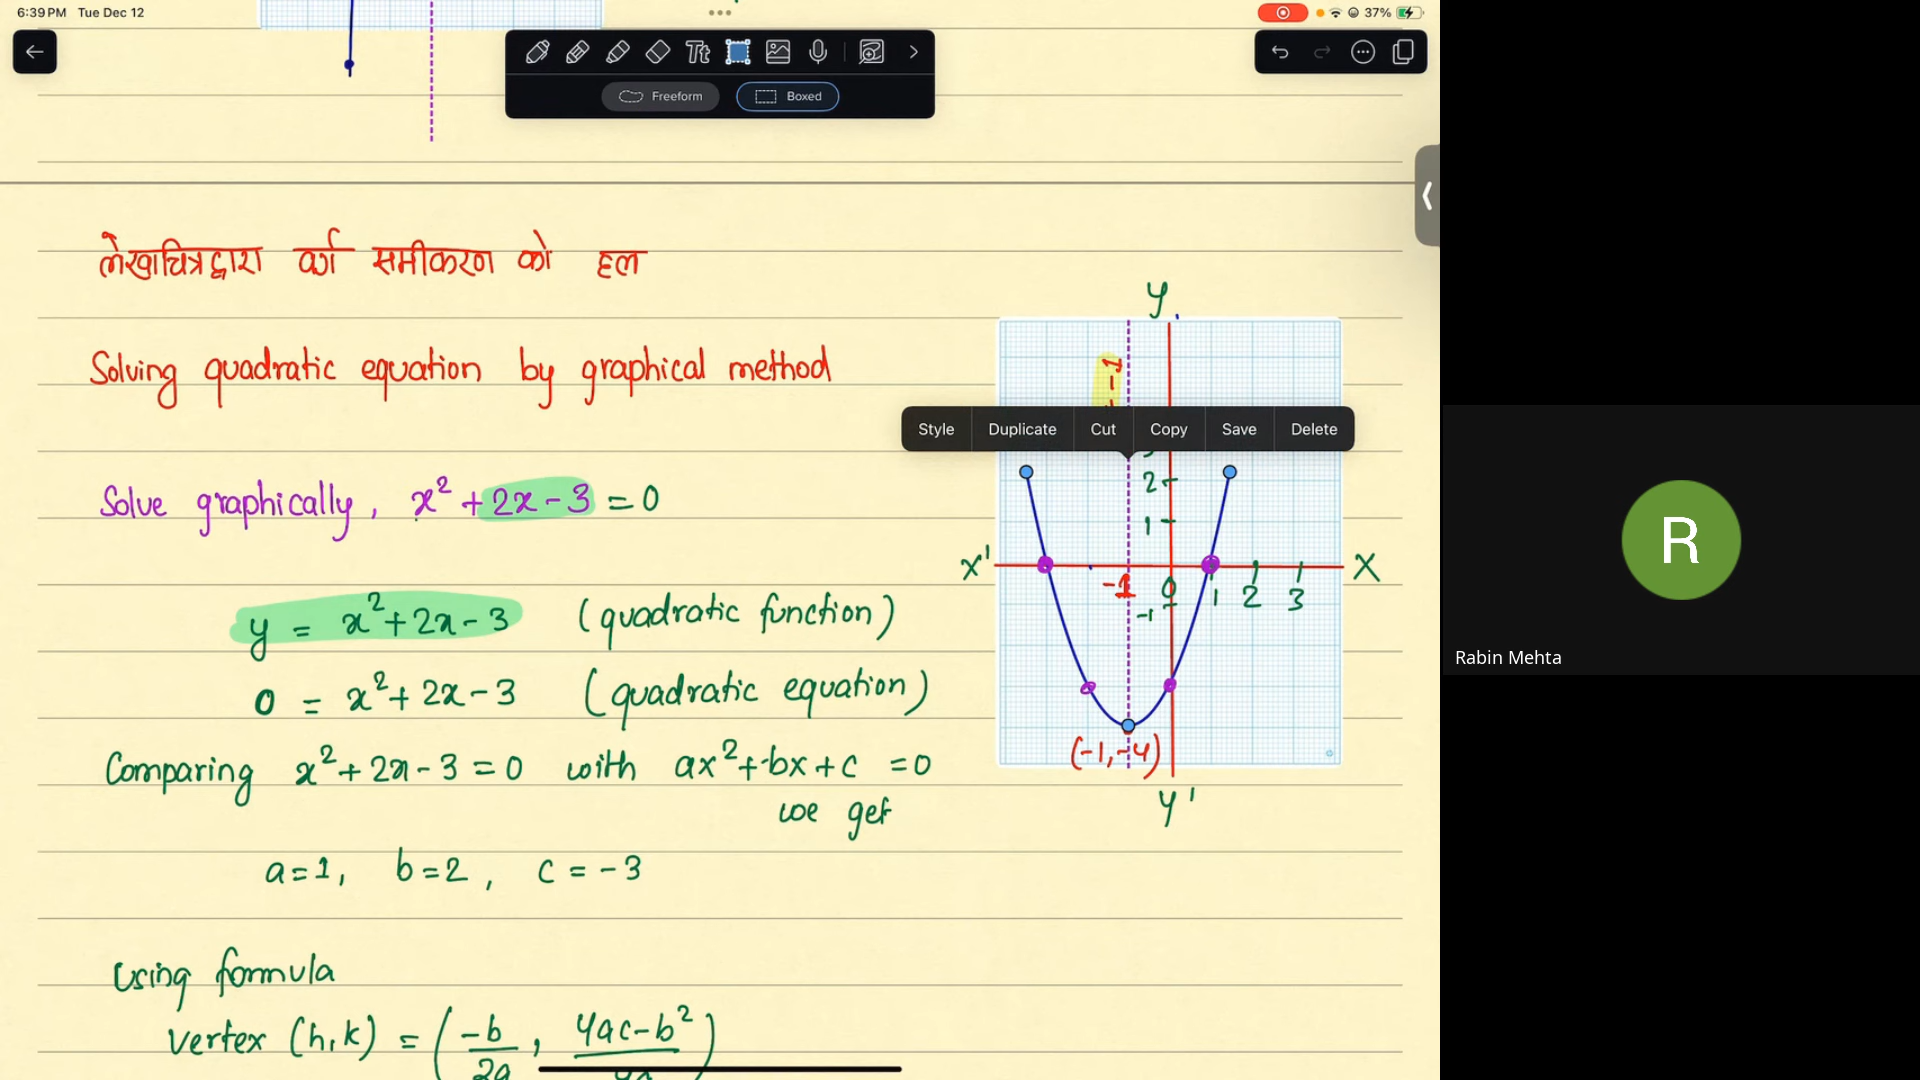 6:39 PM Tue Dec 12
37%
Tt
Freeform
Boxed
लेखाचित्रद्वारा वर्ग समीकरण को हल
Solving quadratic equation by graphical method
Solve graphically, x² + 2x - 3 = 0
y = x² + 2x - 3 (quadratic function)
0 = x² + 2x - 3 (quadratic equation)
Comparing x² + 2x - 3 = 0 with ax² + bx + c = 0
we get
a = 1, b = 2, c = -3
Using formula
vertex (h, k) = (-b/2a, 4ac-b²/4a)
Y
Style Duplicate Cut Copy Save Delete
2
1
X' X
-1 0 1 2 3
-1
(-1, -4)
Y'
R
Rabin Mehta